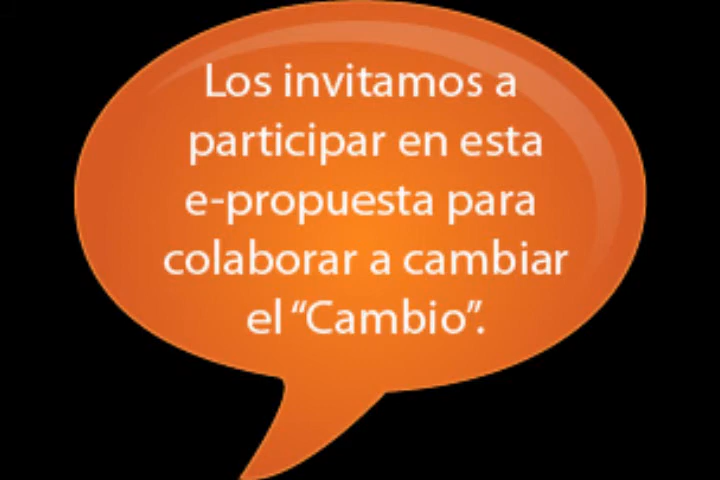 Los invitamos a
participar en esta
e-propuesta para
colaborar a cambiar
el “Cambio”.